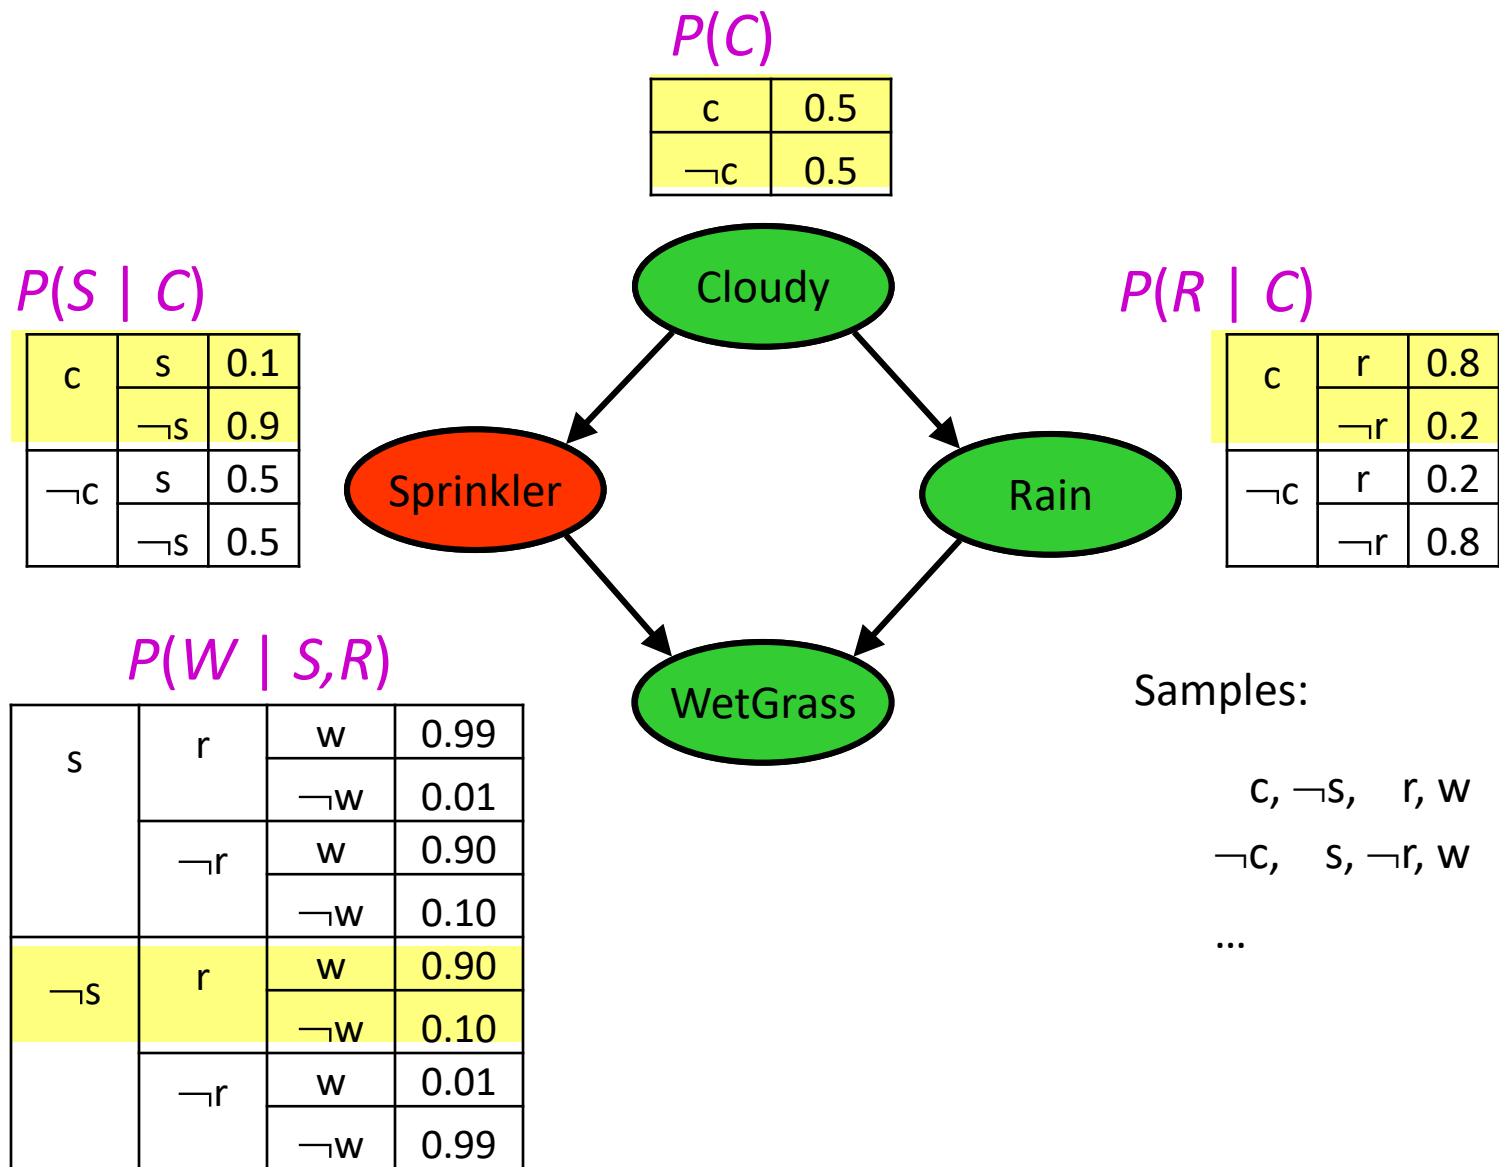 P(C)
c 0.5
¬c 0.5
Cloudy
P(S | C)
c s 0.1
¬s 0.9
¬c s 0.5
¬s 0.5
P(R | C)
c r 0.8
¬r 0.2
¬c r 0.2
¬r 0.8
Sprinkler
Rain
P(W | S,R)
s r w 0.99
¬w 0.01
¬r w 0.90
¬w 0.10
¬s r w 0.90
¬w 0.10
¬r w 0.01
¬w 0.99
WetGrass
Samples:
c, ¬s, r, w
¬c, s, ¬r, w
...